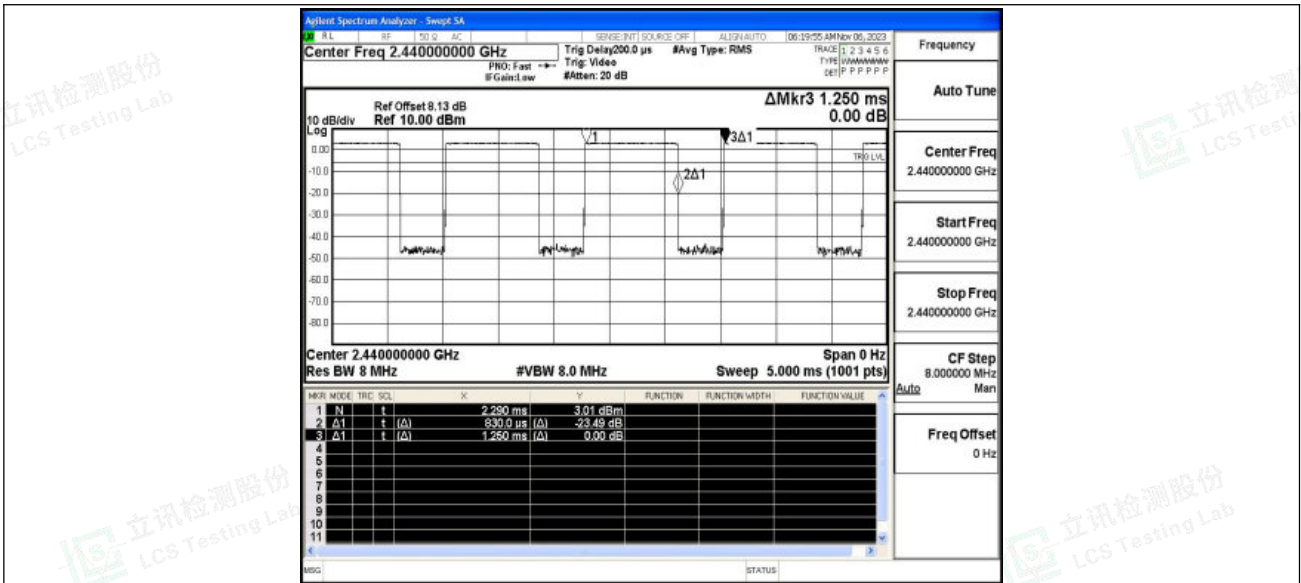 Agilent Spectrum Analyzer - Swept SA
RL RF 50 Ω AC SENSE:INT SOURCE OFF ALIGN AUTO 06:19:55 AM Nov 06, 2023
Center Freq 2.440000000 GHz
PNO: Fast
IFGain:Low
Trig Delay200.0 µs
Trig: Video
#Atten: 20 dB
#Avg Type: RMS
TRACE 1 2 3 4 5 6
TYPE WWWWWW
DET P P P P P P
Frequency
Auto Tune
Center Freq
2.440000000 GHz
Start Freq
2.440000000 GHz
Stop Freq
2.440000000 GHz
CF Step
8.000000 MHz
Auto Man
Freq Offset
0 Hz
ΔMkr3 1.250 ms
0.00 dB
Ref Offset 8.13 dB
10 dB/div Ref 10.00 dBm
Log
0.00
-10.0
-20.0
-30.0
-40.0
-50.0
-60.0
-70.0
-80.0
1
3Δ1
2Δ1
TRIG LVL
Center 2.440000000 GHz Span 0 Hz
Res BW 8 MHz #VBW 8.0 MHz Sweep 5.000 ms (1001 pts)
MKR MODE TRC SCL X Y FUNCTION FUNCTION WIDTH FUNCTION VALUE
1 N t 2.290 ms 3.01 dBm
2 Δ1 t (Δ) 830.0 µs (Δ) -23.49 dB
3 Δ1 t (Δ) 1.250 ms (Δ) 0.00 dB
4
5
6
7
8
9
10
11
MSG STATUS
立讯检测股份
LCS Testing Lab
立讯检测
LCS Testi
立讯检测股份
LCS Testing Lab
立讯检测股份
LCS Testing Lab